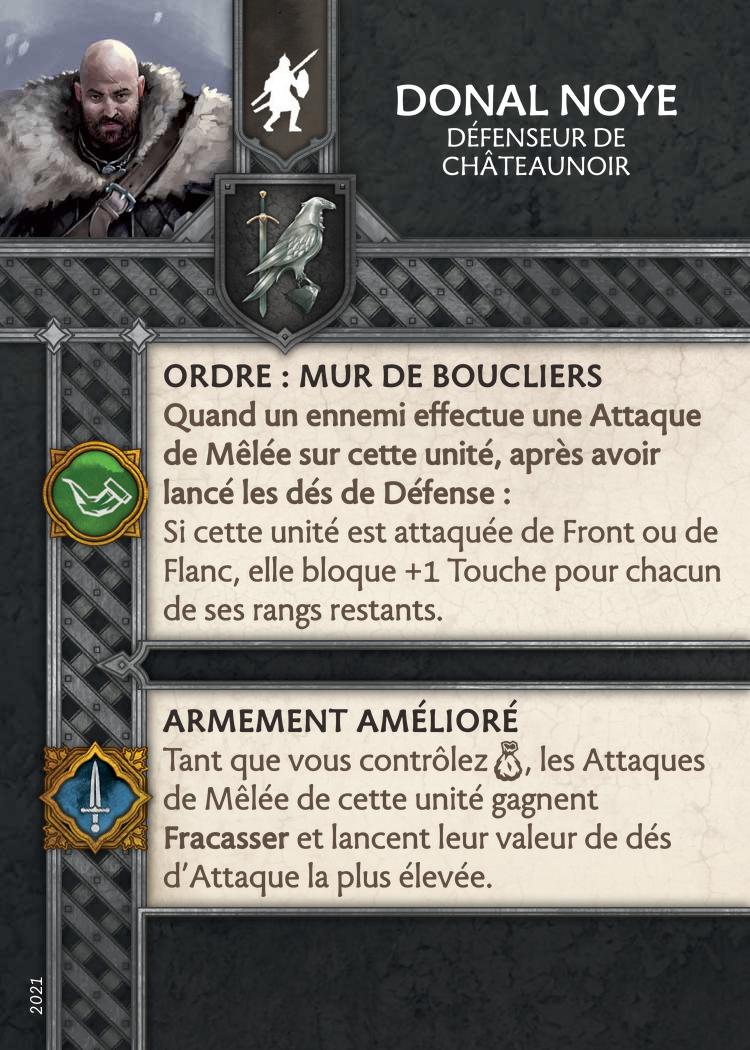 DONAL NOYE
DÉFENSEUR DE
CHÂTEAUNOIR
ORDRE : MUR DE BOUCLIERS
Quand un ennemi effectue une Attaque
de Mêlée sur cette unité, après avoir
lancé les dés de Défense :
Si cette unité est attaquée de Front ou de
Flanc, elle bloque +1 Touche pour chacun
de ses rangs restants.
ARMEMENT AMÉLIORÉ
Tant que vous contrôlez , les Attaques
de Mêlée de cette unité gagnent
Fracasser et lancent leur valeur de dés
d'Attaque la plus élevée.
2021